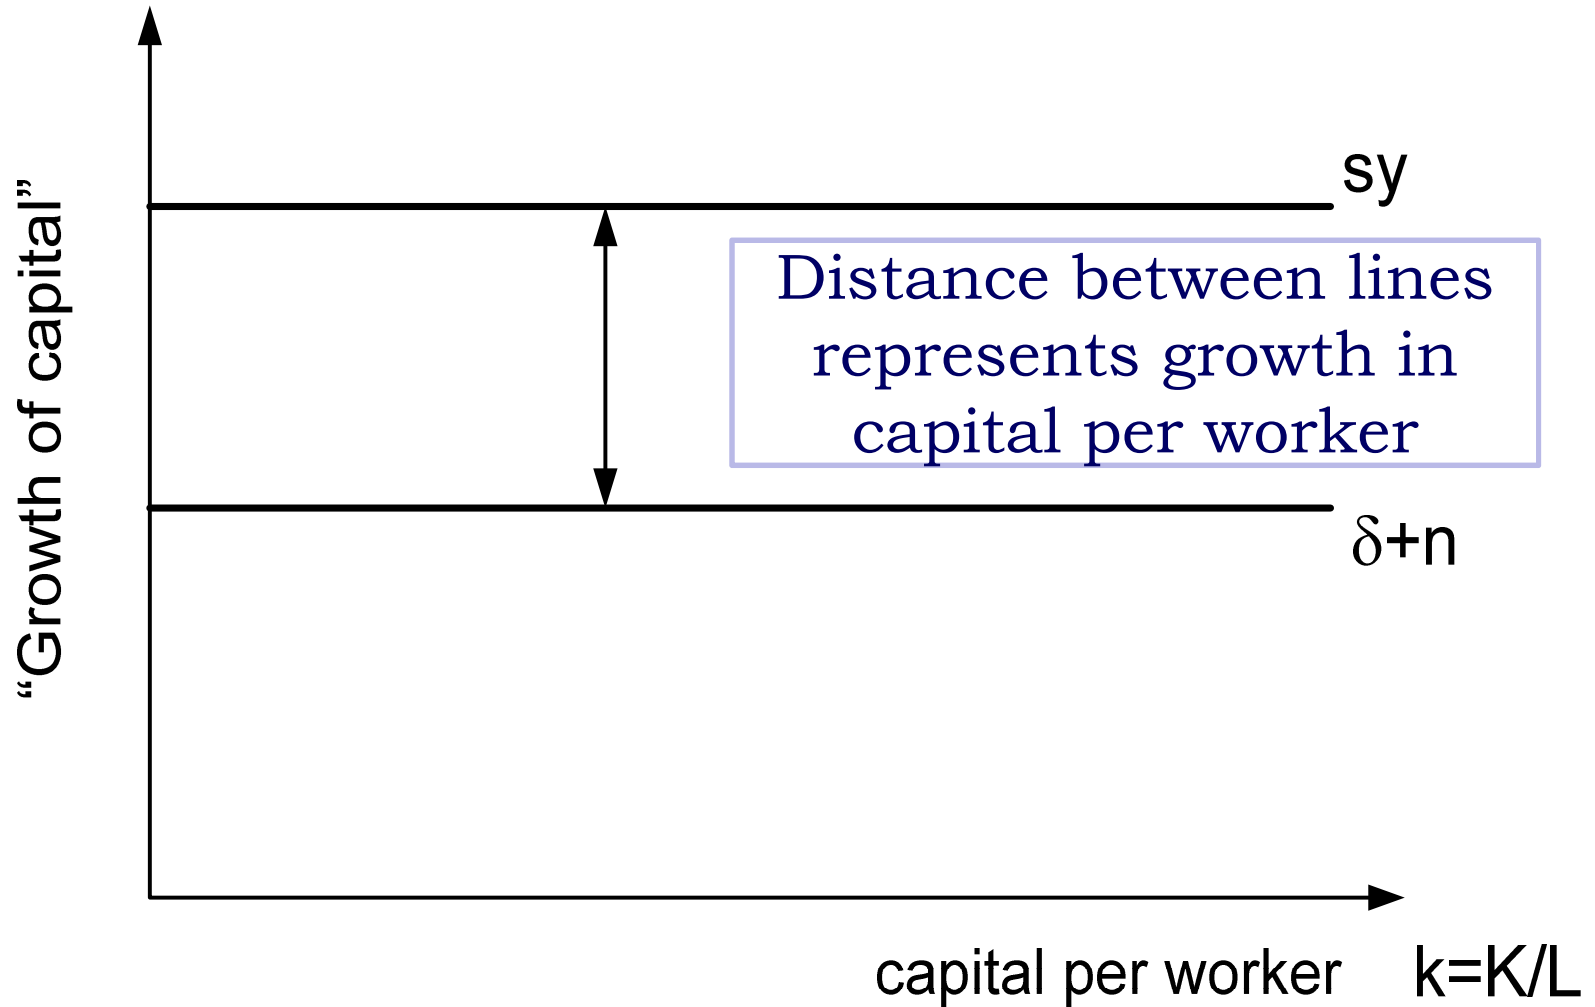 “Growth of capital”
sy
Distance between lines
represents growth in
capital per worker
δ+n
capital per worker k=K/L